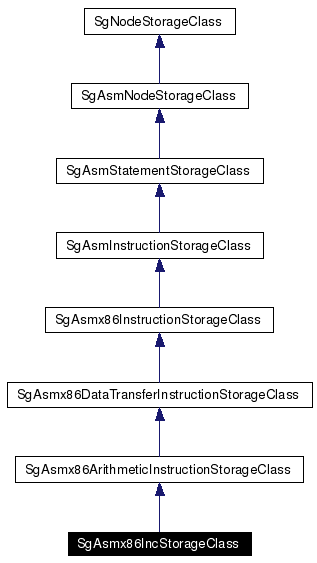 SgNodeStorageClass
SgAsmNodeStorageClass
SgAsmStatementStorageClass
SgAsmInstructionStorageClass
SgAsmx86InstructionStorageClass
SgAsmx86DataTransferInstructionStorageClass
SgAsmx86ArithmeticInstructionStorageClass
SgAsmx86IncStorageClass